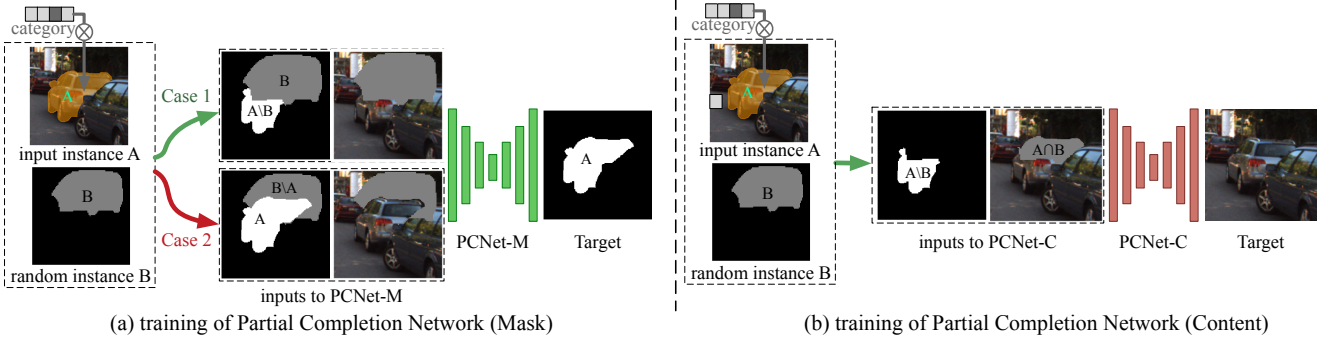 category
A
input instance A
B
random instance B
Case 1
Case 2
B
A\B
B\A
A
inputs to PCNet-M
PCNet-M
A
Target
(a) training of Partial Completion Network (Mask)
category
A
input instance A
B
random instance B
A\B
A∩B
inputs to PCNet-C
PCNet-C
Target
(b) training of Partial Completion Network (Content)